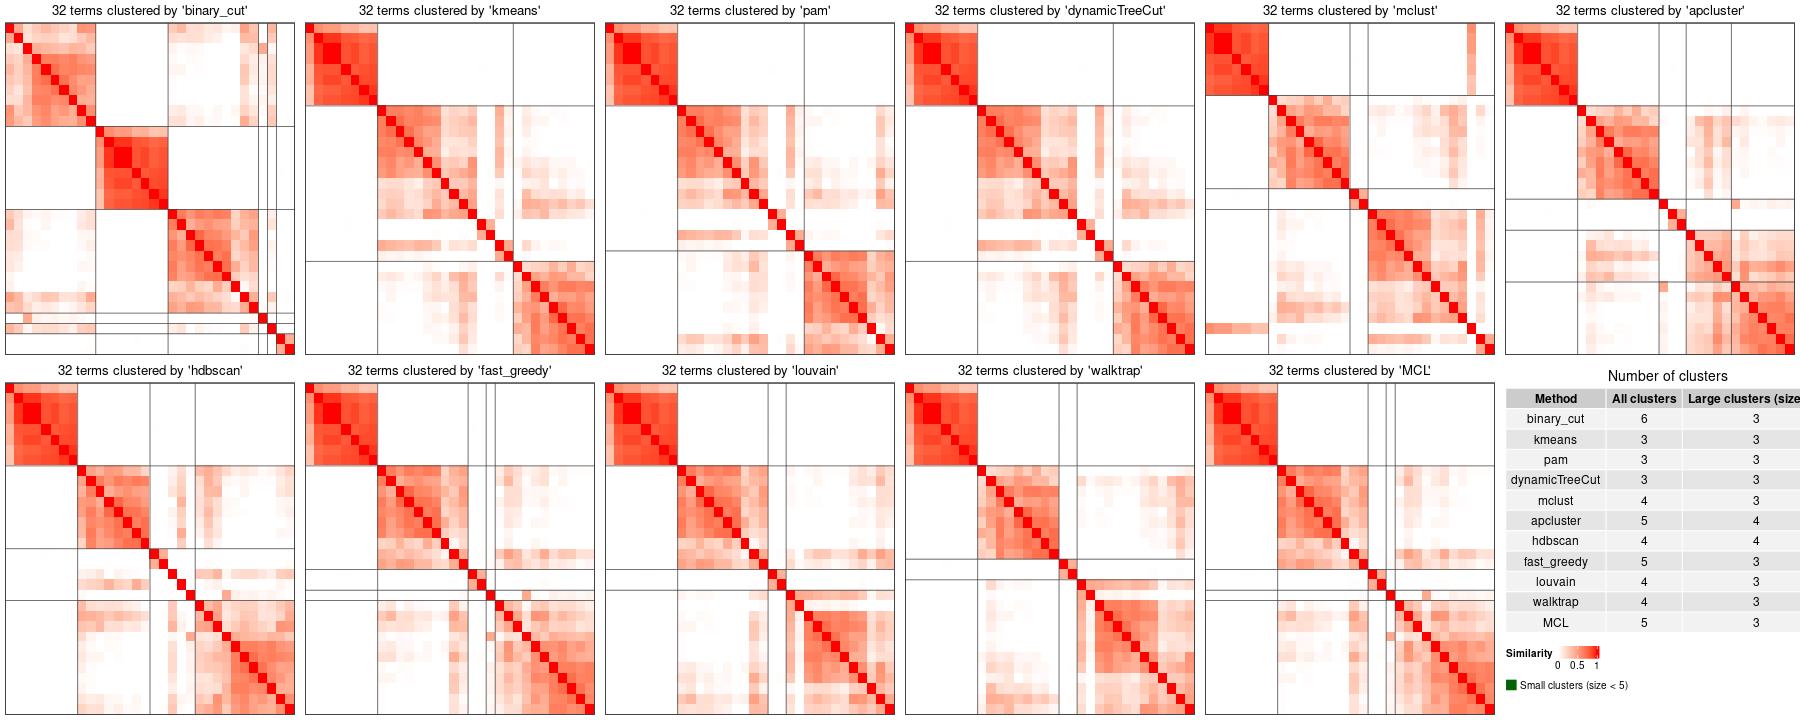 32 terms clustered by 'binary_cut'
32 terms clustered by 'kmeans'
32 terms clustered by 'pam'
32 terms clustered by 'dynamicTreeCut'
32 terms clustered by 'mclust'
32 terms clustered by 'apcluster'
32 terms clustered by 'hdbscan'
32 terms clustered by 'fast_greedy'
32 terms clustered by 'louvain'
32 terms clustered by 'walktrap'
32 terms clustered by 'MCL'
Number of clusters
Method All clusters Large clusters (size
binary_cut 6 3
kmeans 3 3
pam 3 3
dynamicTreeCut 3 3
mclust 4 3
apcluster 5 4
hdbscan 4 4
fast_greedy 5 3
louvain 4 3
walktrap 4 3
MCL 5 3
Similarity
0 0.5 1
Small clusters (size < 5)